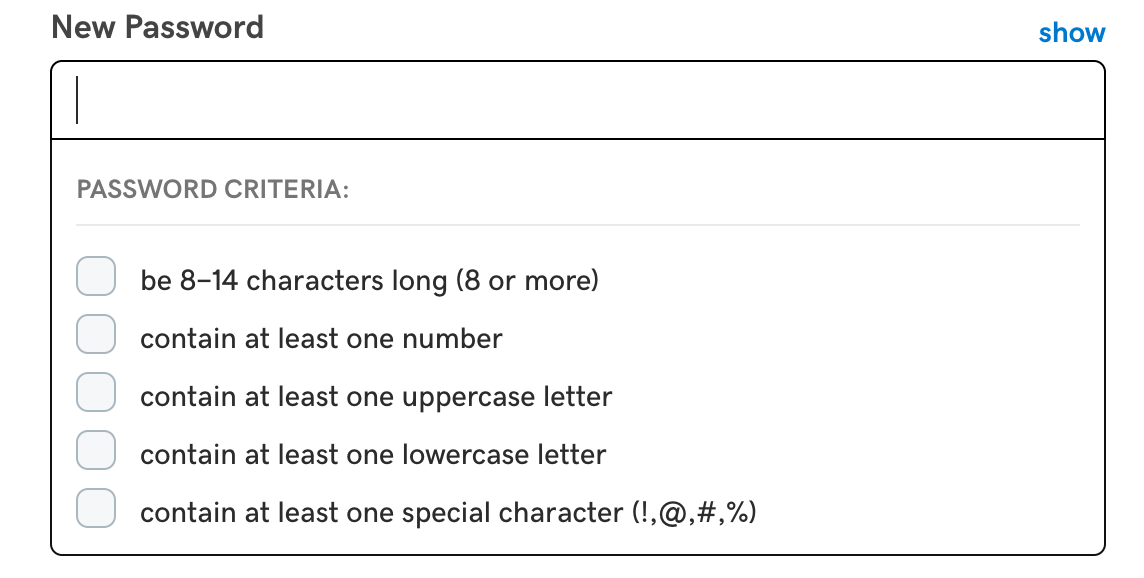 New Password
show
PASSWORD CRITERIA:
be 8–14 characters long (8 or more)
contain at least one number
contain at least one uppercase letter
contain at least one lowercase letter
contain at least one special character (!,@,#,%)